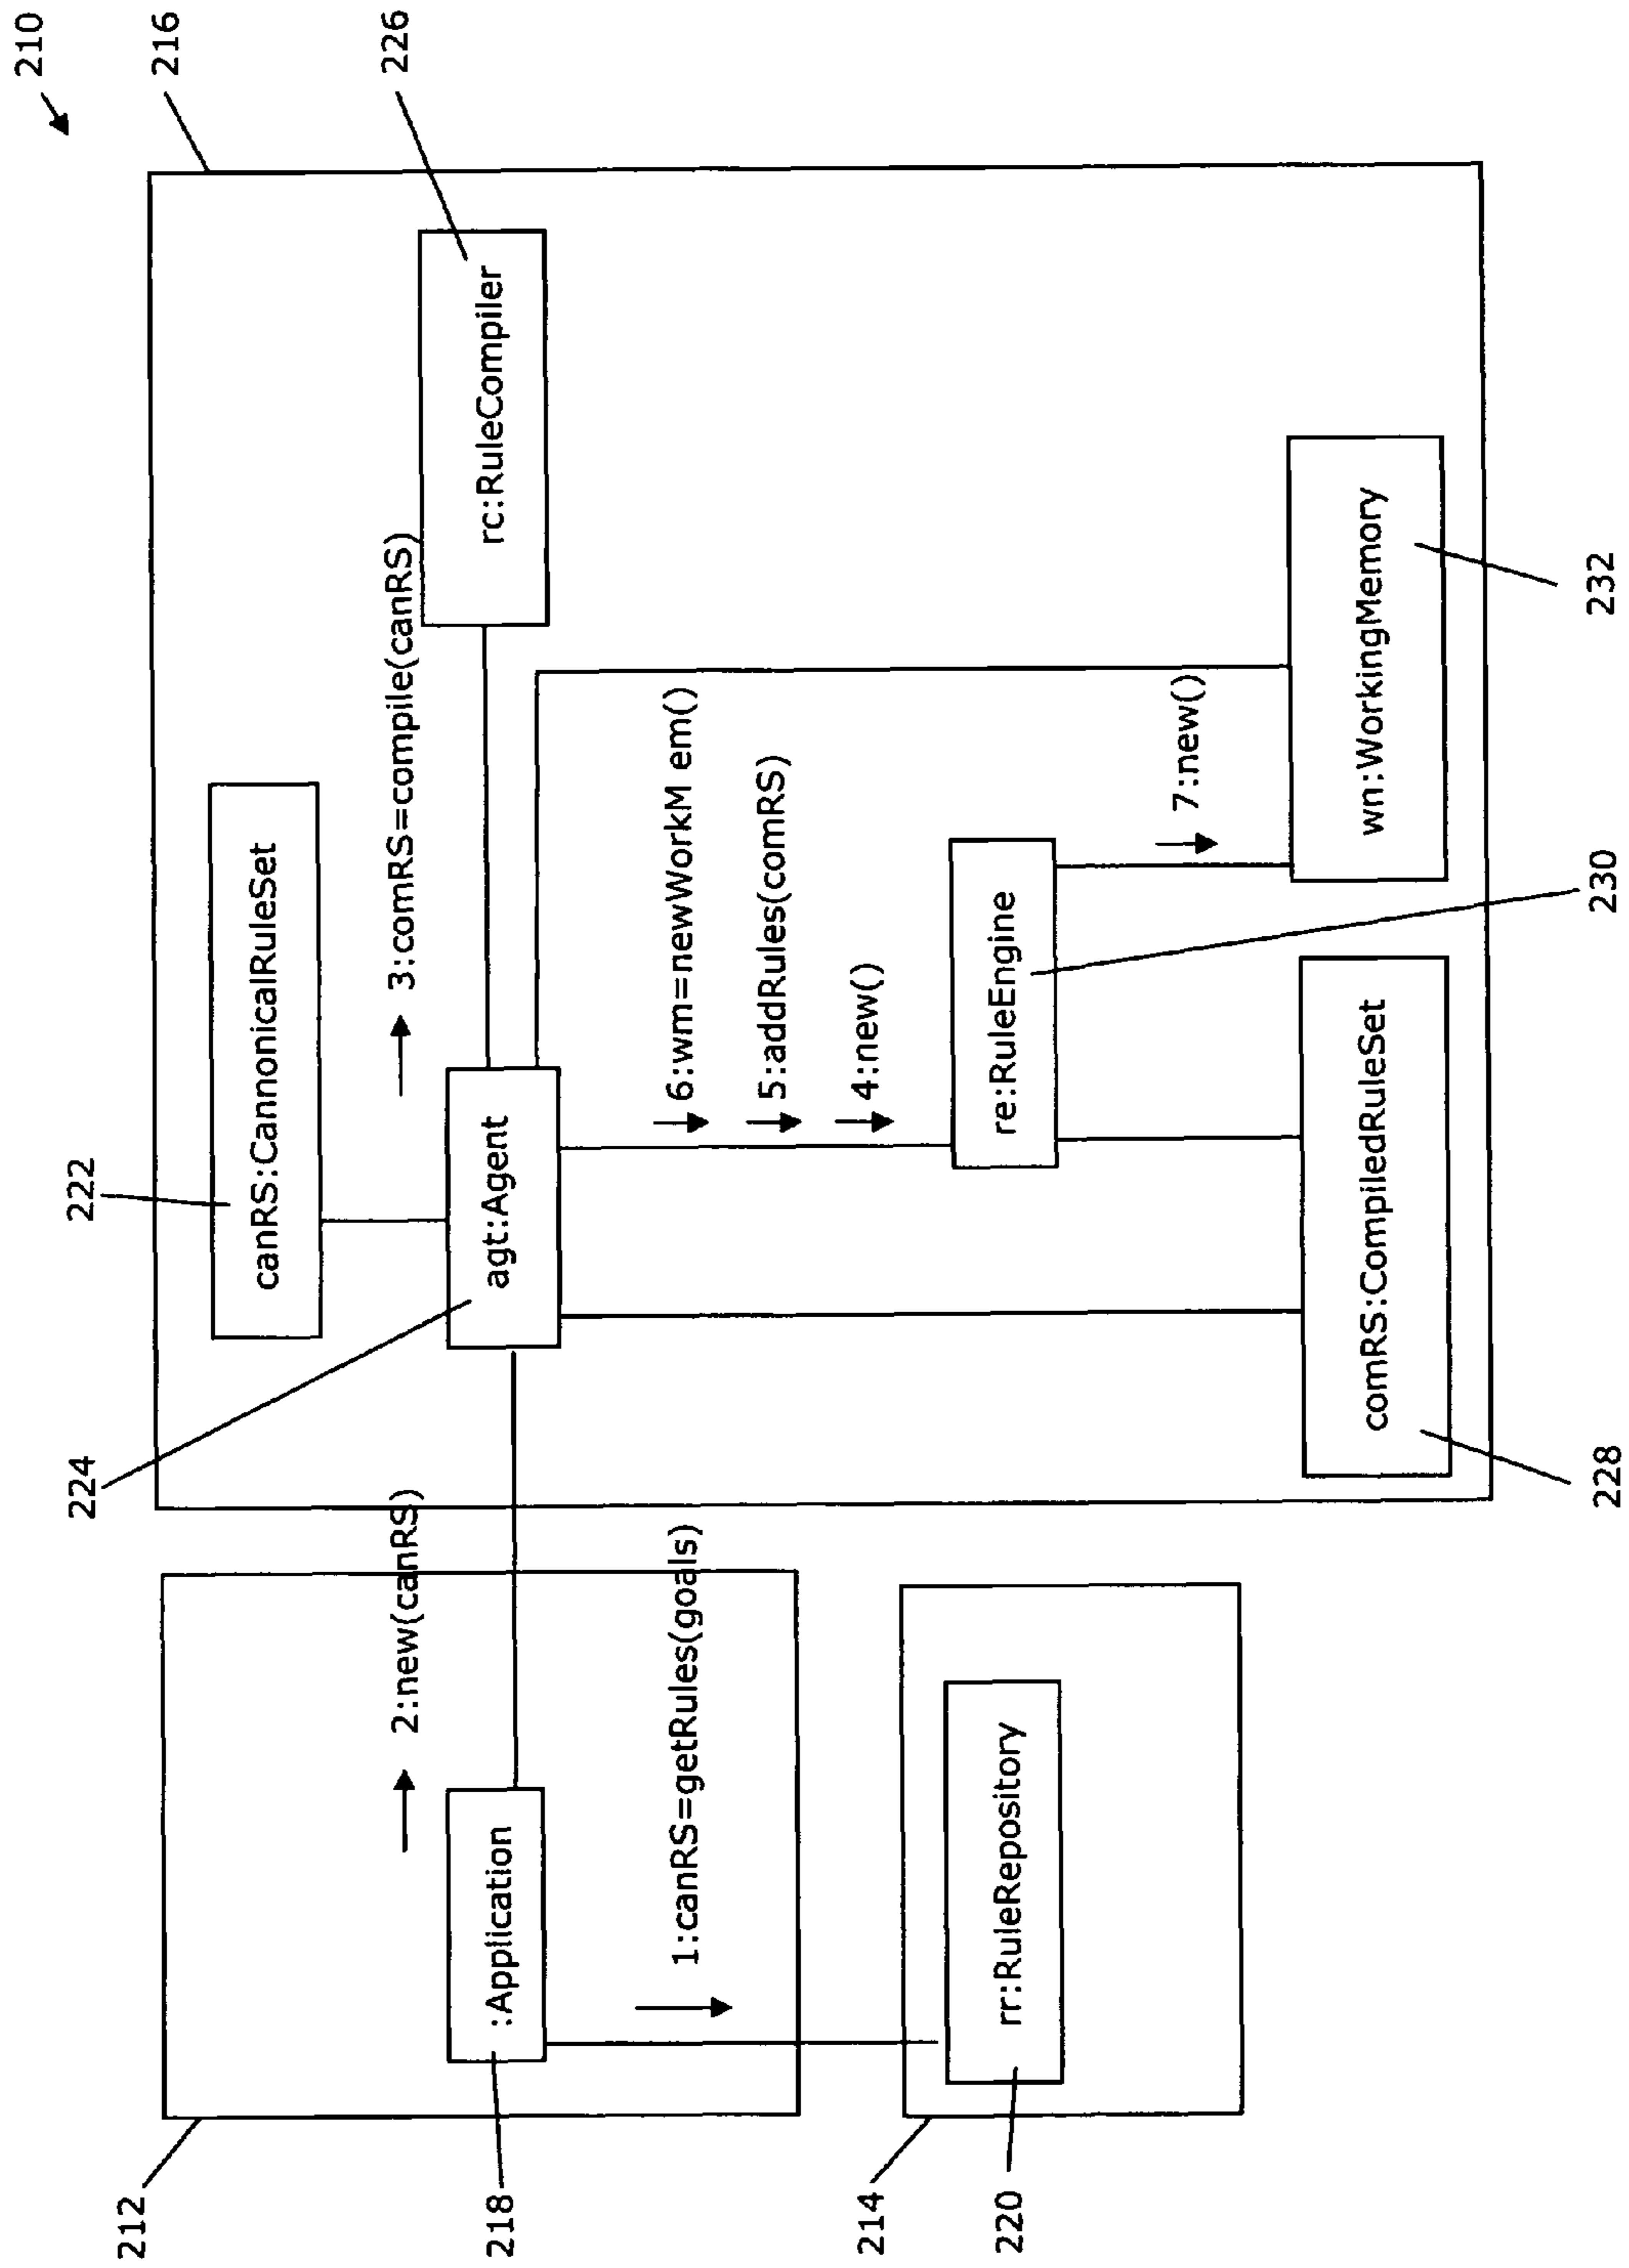 210
216
226
222
224
canRS:CannonicalRuleSet
3:comRS=compile(canRS)
rc:RuleCompiler
agt:Agent
6:wm=newWorkM em()
5:addRules(comRS)
4:new()
re:RuleEngine
7:new()
wn:WorkingMemory
comRS:CompiledRuleSet
232
230
228
212
2:new(canRS)
:Application
218
1:canRS=getRules(goals)
214
rr:RuleRepository
220